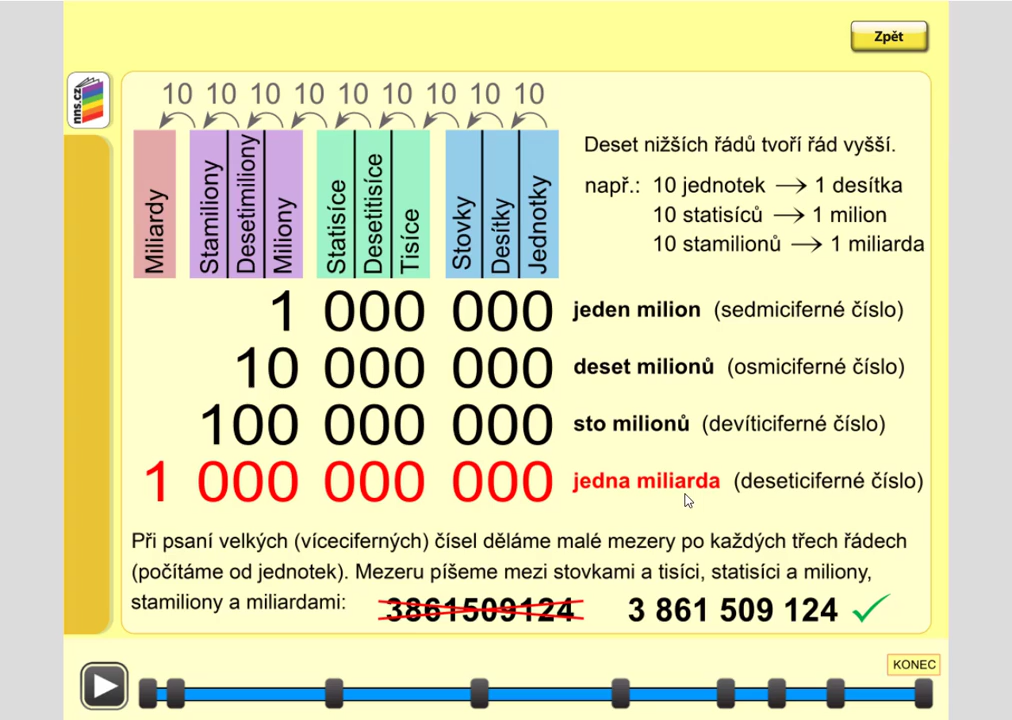 Zpět
nns.cz
10 10 10 10 10 10 10 10 10
Miliardy
Stamiliony
Desetimiliony
Miliony
Statisíce
Desetitisíce
Tisíce
Stovky
Desítky
Jednotky
Deset nižších řádů tvoří řád vyšší.
např.: 10 jednotek → 1 desítka
10 statisíců → 1 milion
10 stamilionů → 1 miliarda
1 000 000 jeden milion (sedmiciferné číslo)
10 000 000 deset milionů (osmiciferné číslo)
100 000 000 sto milionů (devíticiferné číslo)
1 000 000 000 jedna miliarda (deseticiferné číslo)
Při psaní velkých (víceciferných) čísel děláme malé mezery po každých třech řádech
(počítáme od jednotek). Mezeru píšeme mezi stovkami a tisíci, statisíci a miliony,
stamiliony a miliardami: 3861509124 3 861 509 124
KONEC